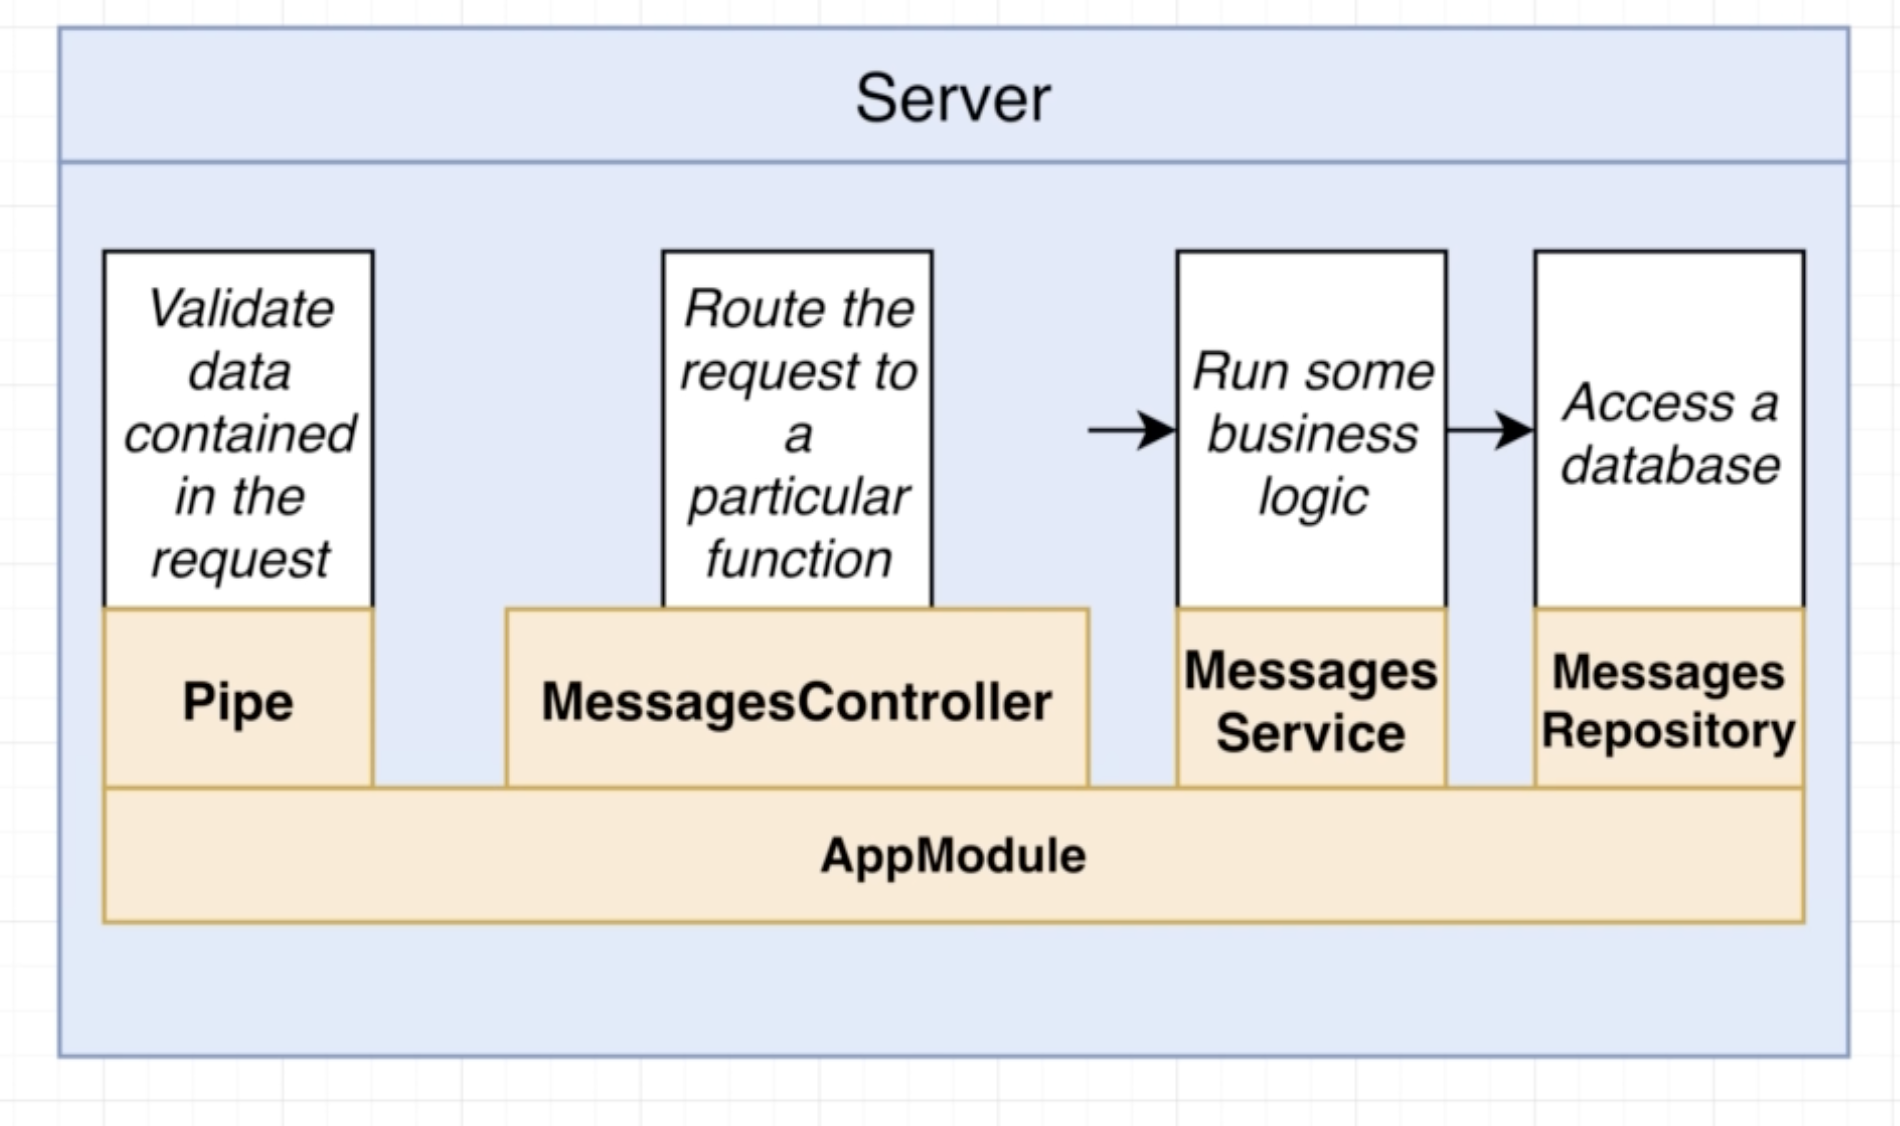 Server
Validate
data
contained
in the
request
Route the
request to
a
particular
function
Run some
business
logic
Access a
database
Pipe
MessagesController
Messages
Service
Messages
Repository
AppModule